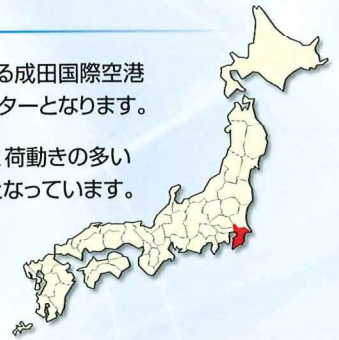 る成田国際空港
ターとなります。
荷動きの多い
なっています。